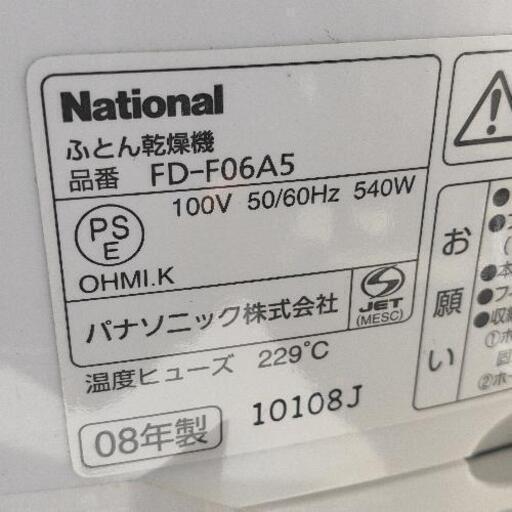 National
ふとん乾燥機
品番 FD-F06A5
100V 50/60Hz 540W
PS
E
OHMI.K
パナソニック株式会社
S
JET
(MESC)
温度ヒューズ 229℃
08年製
10108J
お願い